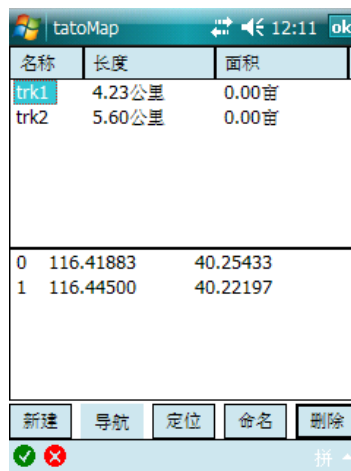 tatoMap 12:11 ok
名称 长度 面积
trk1 4.23公里 0.00亩
trk2 5.60公里 0.00亩
0 116.41883 40.25433
1 116.44500 40.22197
新建 导航 定位 命名 删除
拼